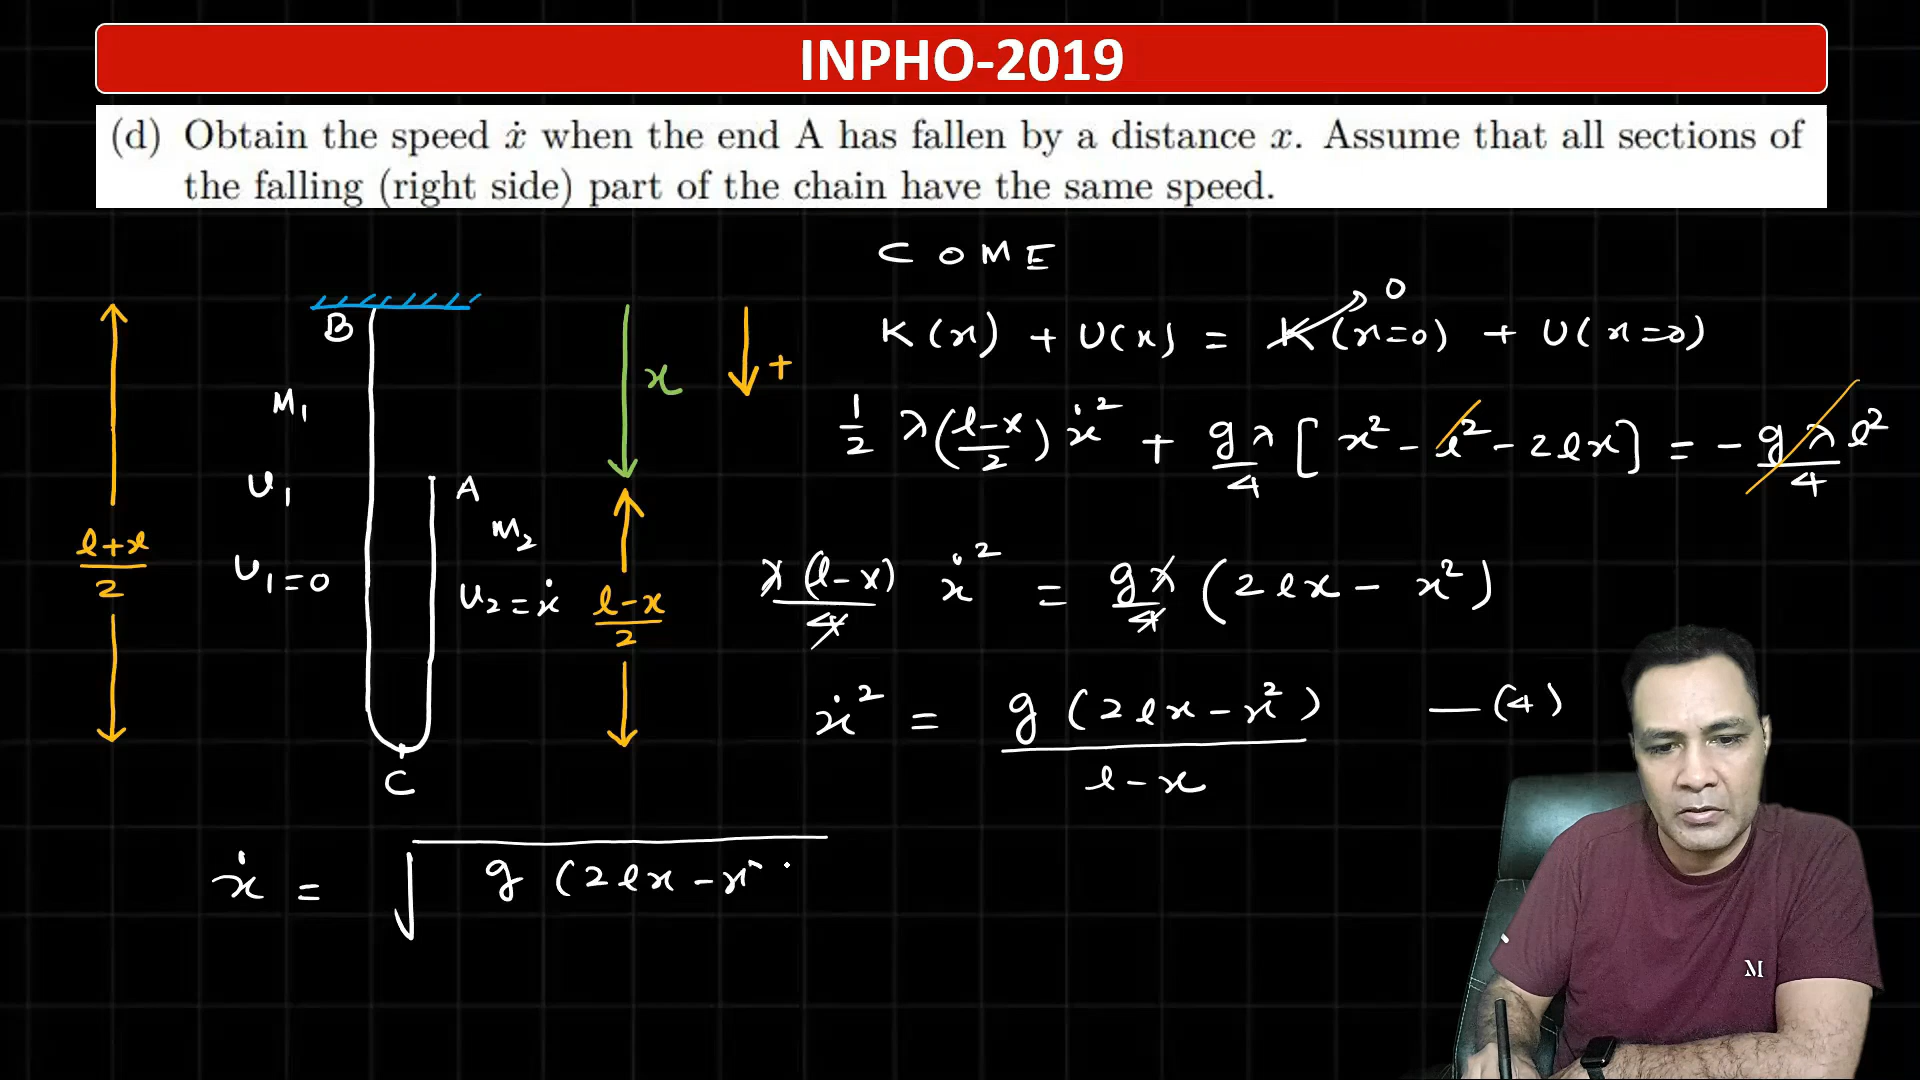 INPHO-2019
(d) Obtain the speed ẋ when the end A has fallen by a distance x. Assume that all sections of
the falling (right side) part of the chain have the same speed.
COME
B
x
+
K(x) + U(x) = K(x=0) → 0 + U(x=0)
M₁
1/2 λ((l-x)/2) ẋ² + gλ/4 [x² - l² - 2lx] = - gλ/4 l²
U₁
A
M₂
(l+x)/2
U₁=0
U₂=ẋ
(l-x)/2
λ(l-x)/4 ẋ² = gλ/4 (2lx - x²)
ẋ² = g(2lx - x²)/(l-x) —(4)
C
ẋ = √ g(2lx - x
M